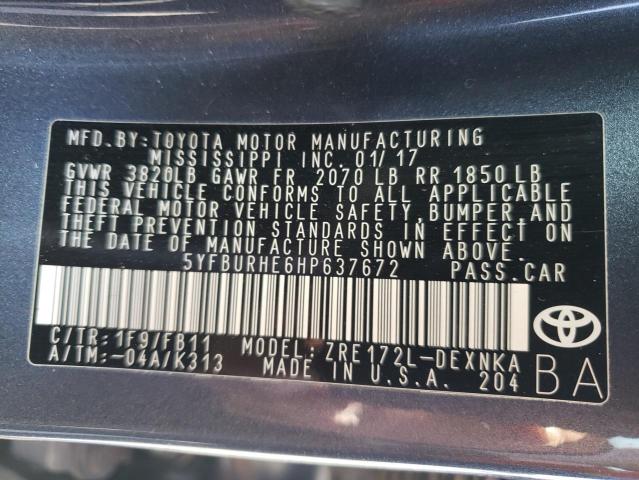 MFD.BY:TOYOTA MOTOR MANUFACTURING
MISSISSIPPI INC. 01/17
GVWR 3820LB GAWR FR 2070 LB RR 1850 LB
THIS VEHICLE CONFORMS TO ALL APPLICABLE
FEDERAL MOTOR VEHICLE SAFETY, BUMPER, AND
THEFT PREVENTION STANDARDS IN EFFECT ON
THE DATE OF MANUFACTURE SHOWN ABOVE.
5YFBURHE6HP637672 PASS.CAR
C/TR:1F9/FB11 MODEL:ZRE172L-DEXNKA
A/TM:-04A/K313 MADE IN U.S.A. 204
BA